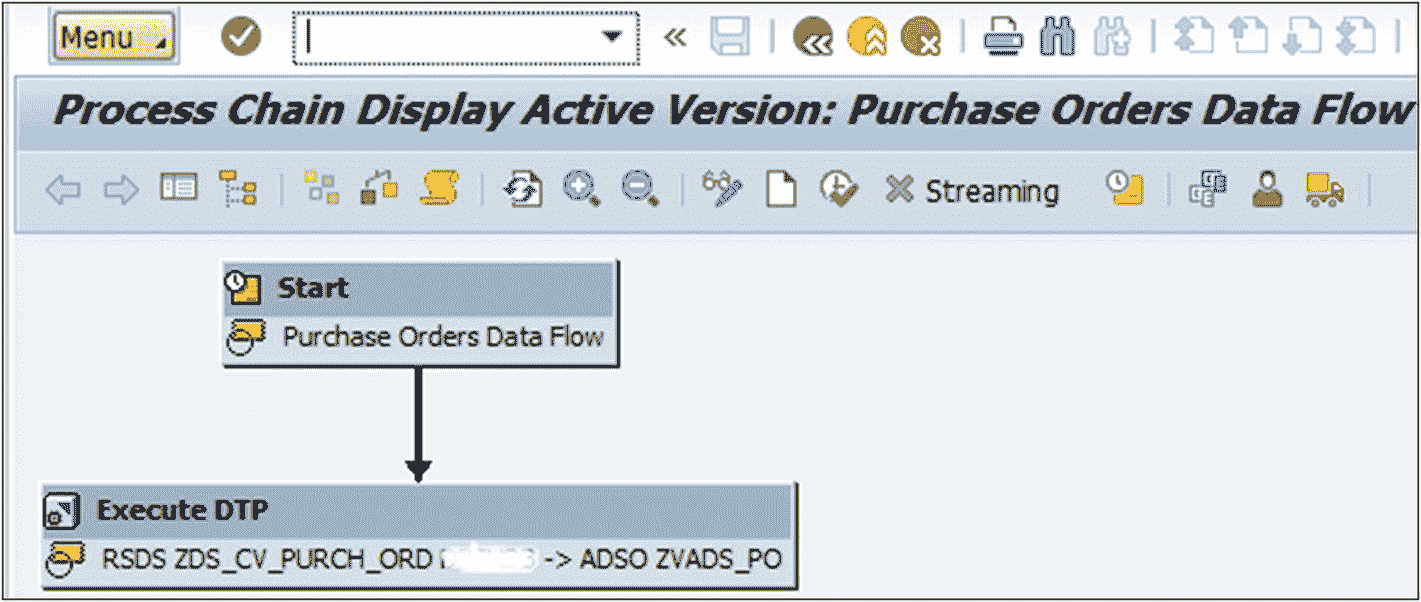 Menu
Process Chain Display Active Version: Purchase Orders Data Flow
Streaming
Start
Purchase Orders Data Flow
Execute DTP
RSDS ZDS_CV_PURCH_ORD -> ADSO ZVADS_PO